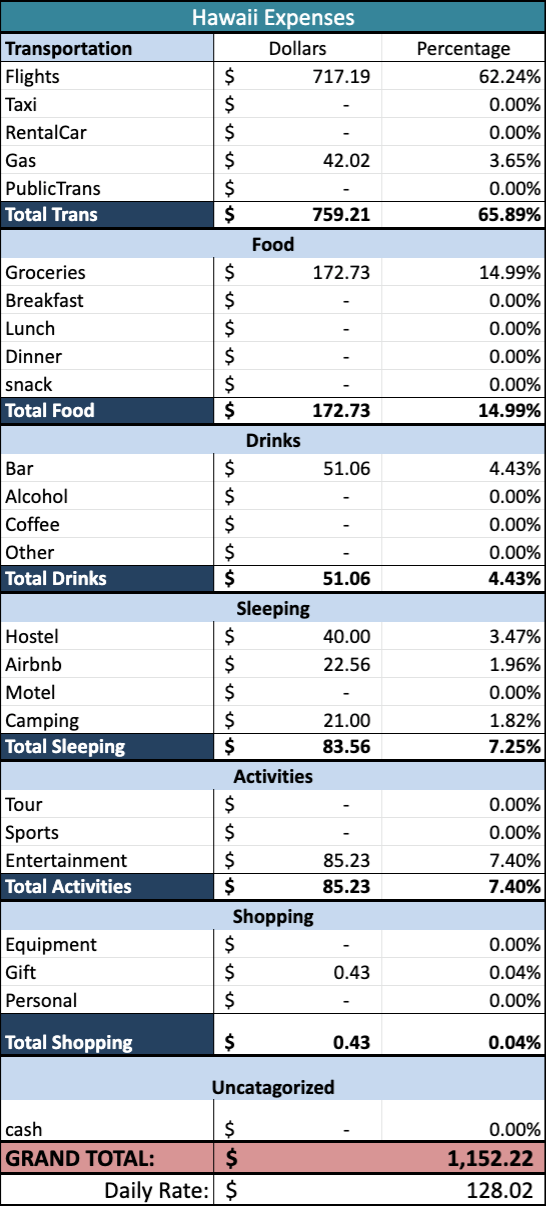 Hawaii Expenses
Transportation Dollars Percentage
Flights $ 717.19 62.24%
Taxi $ - 0.00%
RentalCar $ - 0.00%
Gas $ 42.02 3.65%
PublicTrans $ - 0.00%
Total Trans $ 759.21 65.89%
Food
Groceries $ 172.73 14.99%
Breakfast $ - 0.00%
Lunch $ - 0.00%
Dinner $ - 0.00%
snack $ - 0.00%
Total Food $ 172.73 14.99%
Drinks
Bar $ 51.06 4.43%
Alcohol $ - 0.00%
Coffee $ - 0.00%
Other $ - 0.00%
Total Drinks $ 51.06 4.43%
Sleeping
Hostel $ 40.00 3.47%
Airbnb $ 22.56 1.96%
Motel $ - 0.00%
Camping $ 21.00 1.82%
Total Sleeping $ 83.56 7.25%
Activities
Tour $ - 0.00%
Sports $ - 0.00%
Entertainment $ 85.23 7.40%
Total Activities $ 85.23 7.40%
Shopping
Equipment $ - 0.00%
Gift $ 0.43 0.04%
Personal $ - 0.00%
Total Shopping $ 0.43 0.04%
Uncatagorized
cash $ - 0.00%
GRAND TOTAL: $ 1,152.22
Daily Rate: $ 128.02